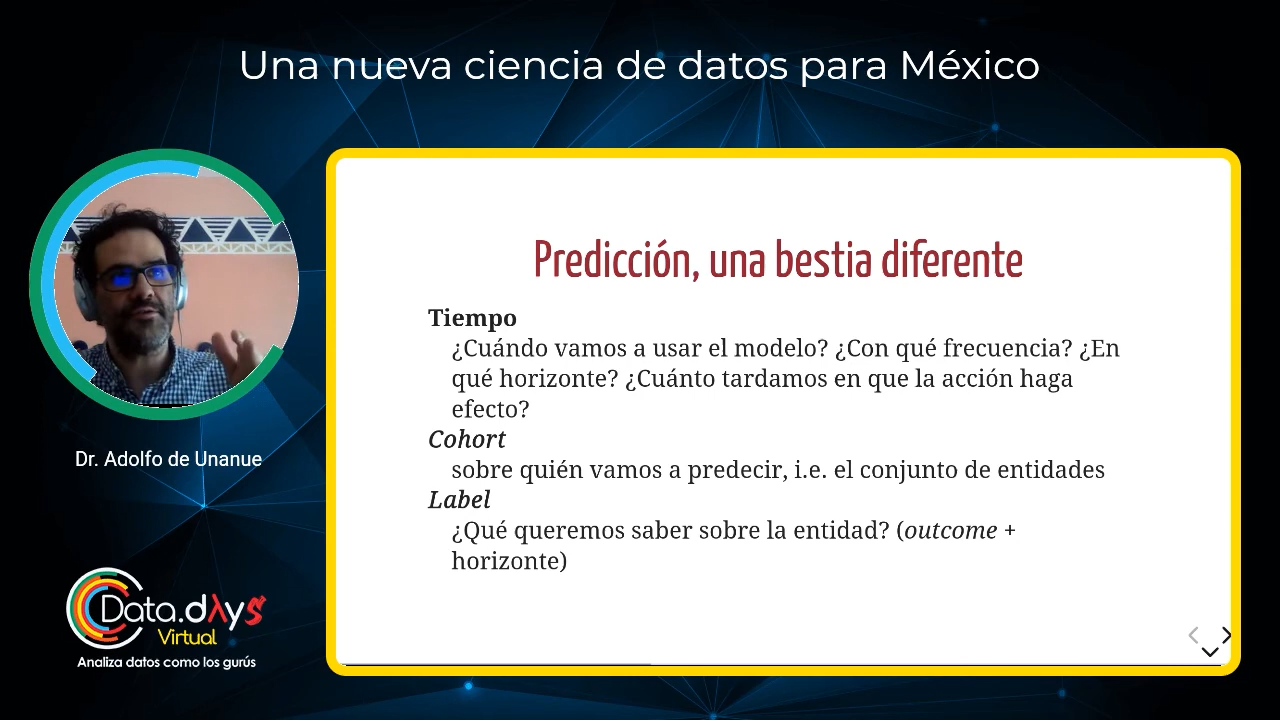 Una nueva ciencia de datos para México
Predicción, una bestia diferente
Tiempo
¿Cuándo vamos a usar el modelo? ¿Con qué frecuencia? ¿En
qué horizonte? ¿Cuánto tardamos en que la acción haga
efecto?
Cohort
sobre quién vamos a predecir, i.e. el conjunto de entidades
Label
¿Qué queremos saber sobre la entidad? (outcome +
horizonte)
Dr. Adolfo de Unanue
Data.dλys
Virtual
Analiza datos como los gurús